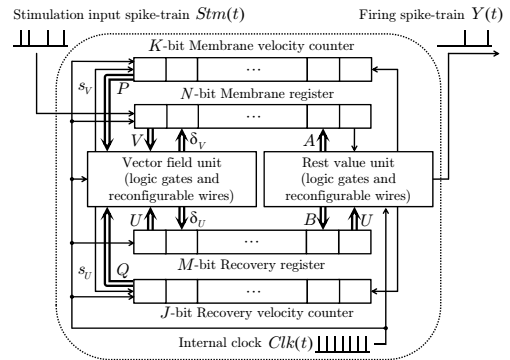 Stimulation input spike-train Stm(t)
Firing spike-train Y(t)
K-bit Membrane velocity counter
...
s_V
P
N-bit Membrane register
...
V
δ_V
A
Vector field unit
(logic gates and
reconfigurable wires)
Rest value unit
(logic gates and
reconfigurable wires)
U
δ_U
B
U
...
s_U
Q
M-bit Recovery register
...
J-bit Recovery velocity counter
Internal clock Clk(t)